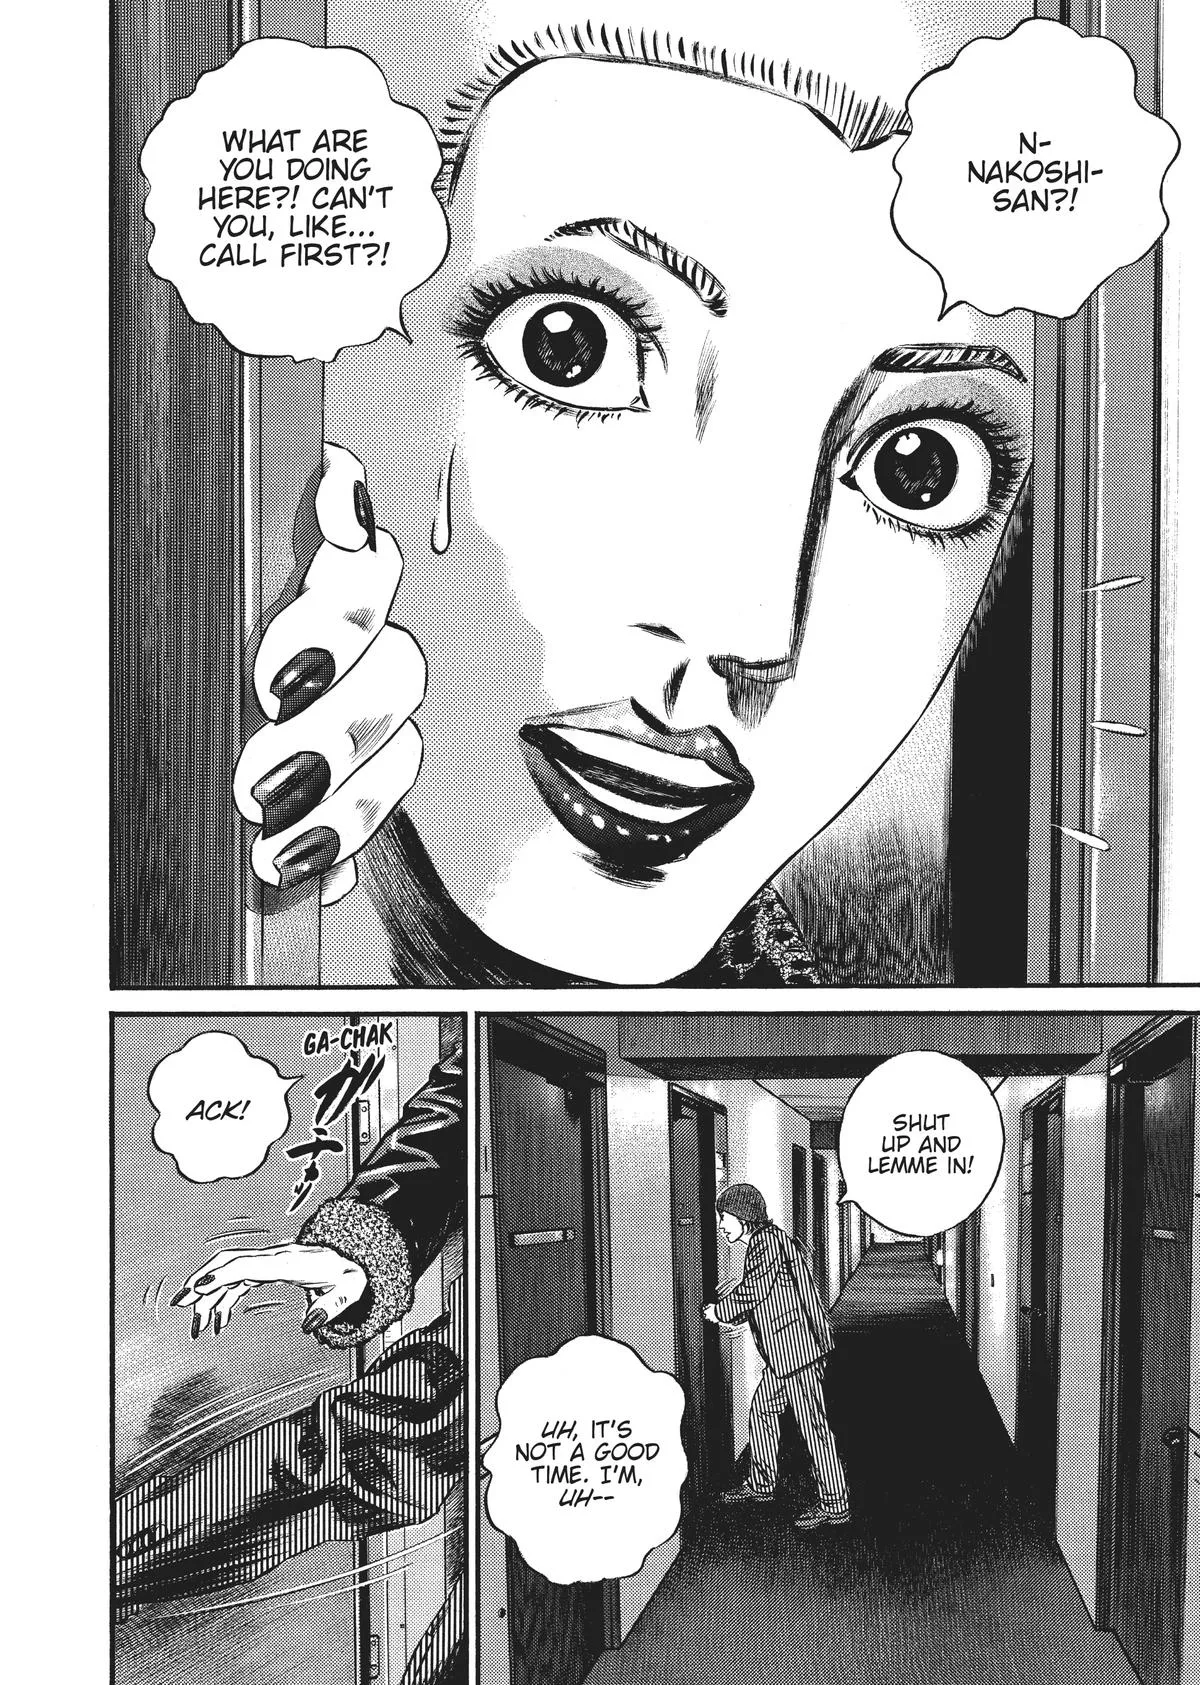 N-
NAKOSHI-
SAN?!
WHAT ARE
YOU DOING
HERE?! CAN'T
YOU, LIKE...
CALL FIRST?!
SHUT
UP AND
LEMME IN!
UH, IT'S
NOT A GOOD
TIME. I'M,
UH--
GA-CHAK
ガチャッ
ACK!